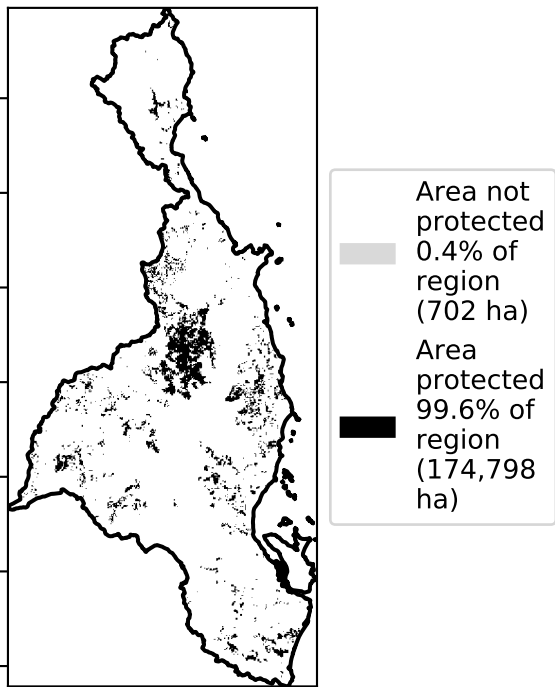 Area not
protected
0.4% of
region
(702 ha)
Area
protected
99.6% of
region
(174,798
ha)